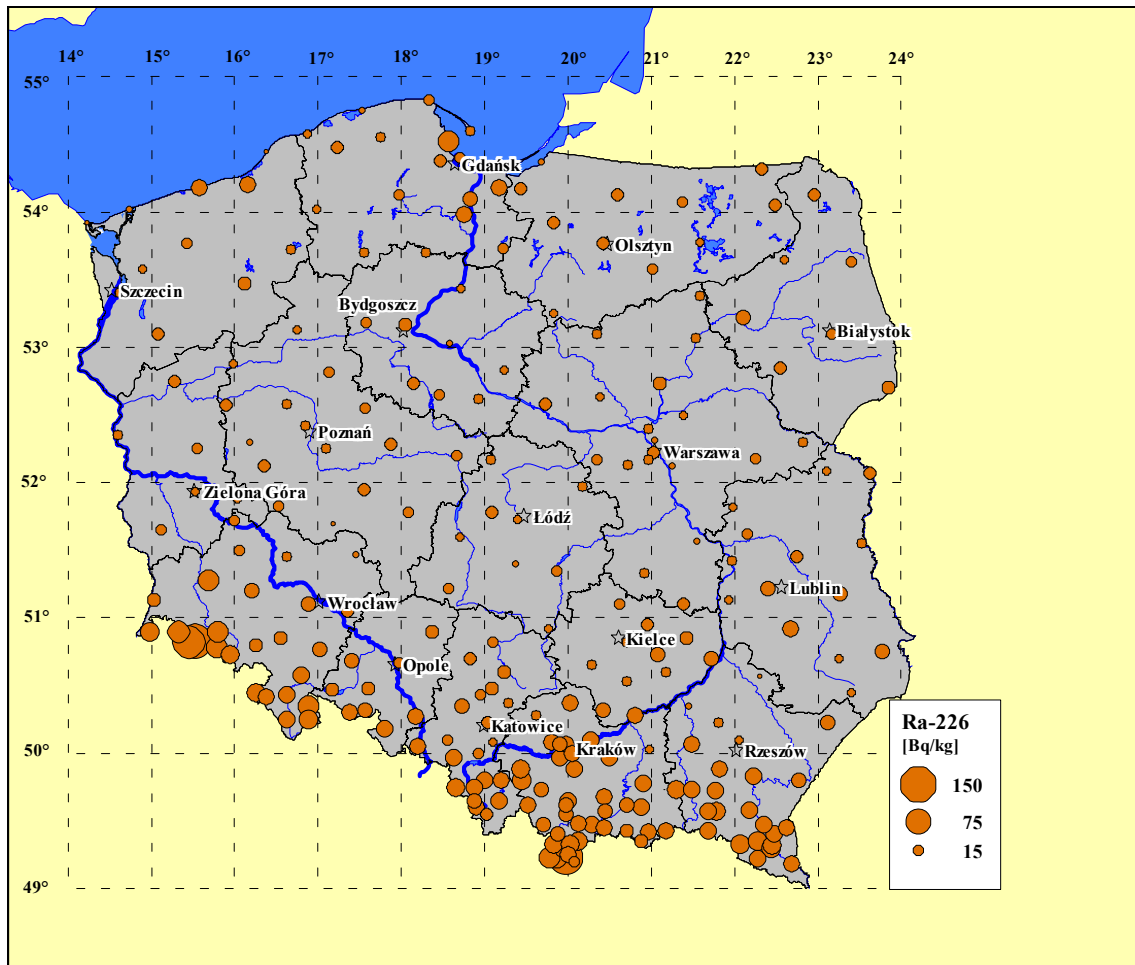 14° 15° 16° 17° 18° 19° 20° 21° 22° 23° 24°
55°
Gdańsk
54°
Olsztyn
Szczecin
Bydgoszcz
Białystok
53°
Poznań
Warszawa
52°
Zielona Góra
Łódź
Lublin
51°
Wrocław
Kielce
Opole
Ra-226
Katowice
[Bq/kg]
50°
Kraków
Rzeszów
150
75
15
49°